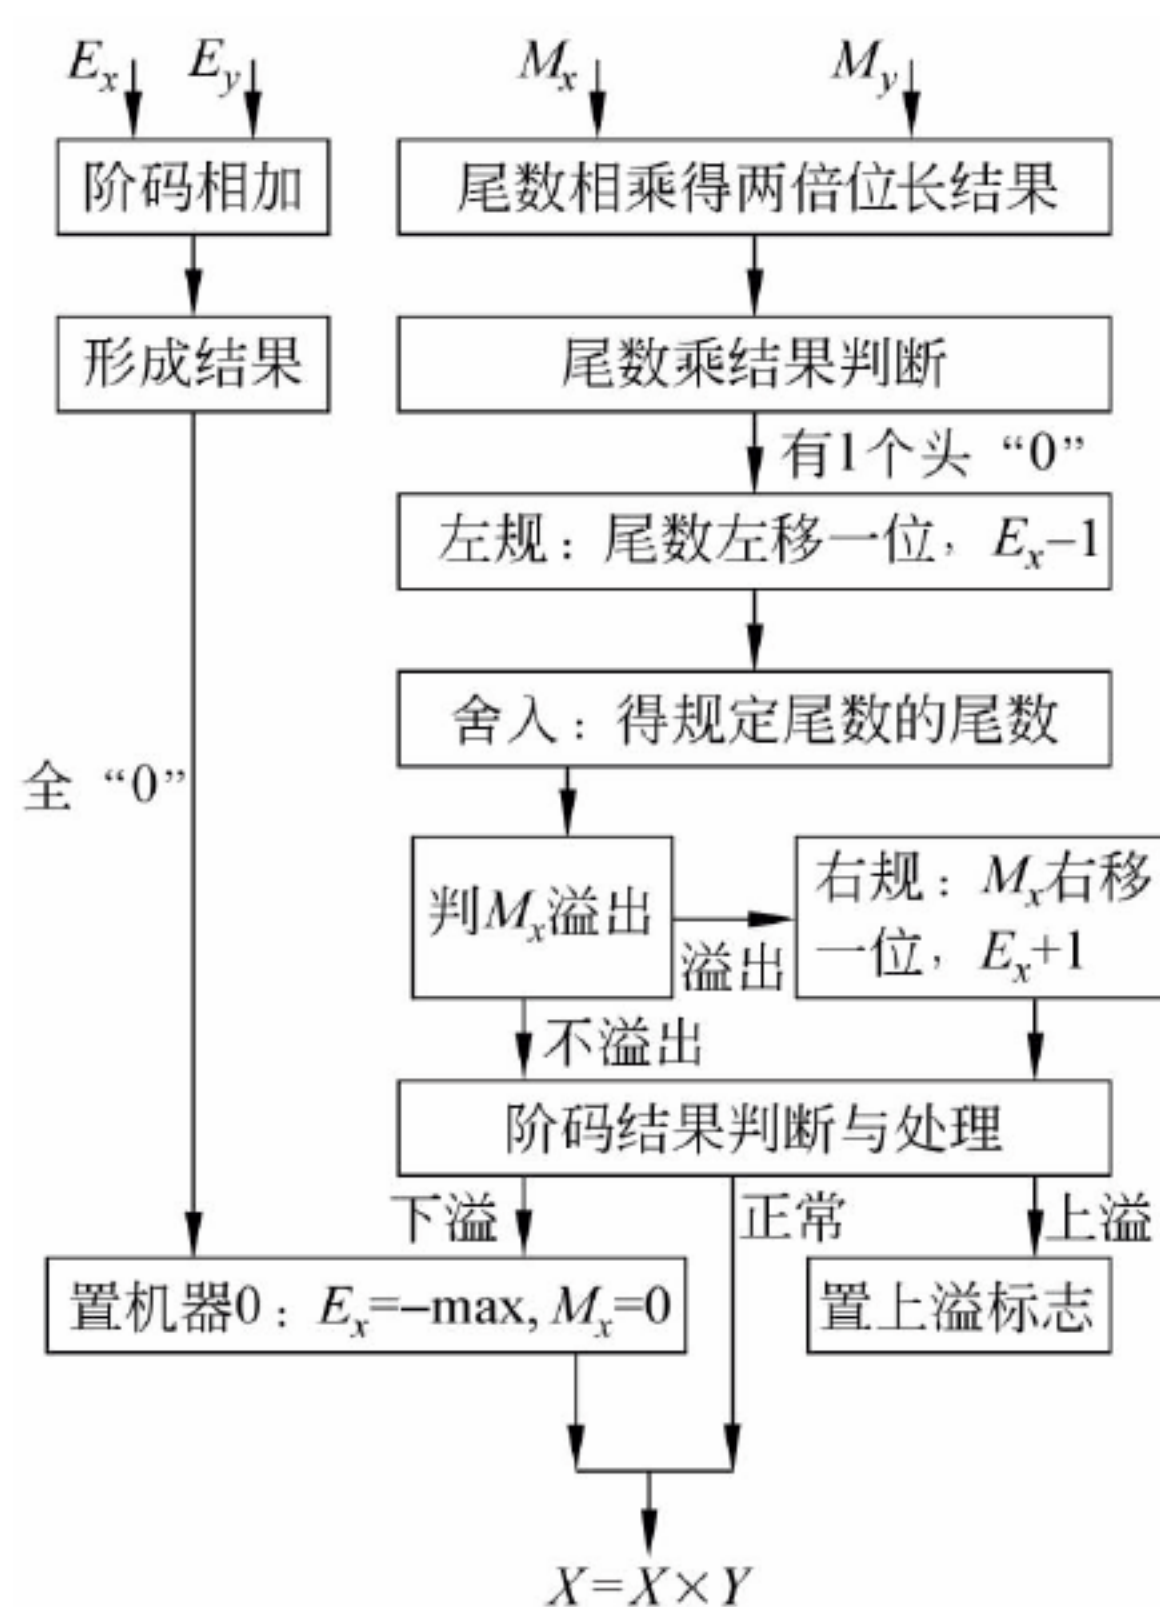 Ex Ey Mx My
阶码相加
尾数相乘得两倍位长结果
形成结果
尾数乘结果判断
有1个头“0”
左规：尾数左移一位，Ex–1
舍入：得规定尾数的尾数
全“0”
判Mx溢出
溢出
右规：Mx右移
一位，Ex+1
不溢出
阶码结果判断与处理
下溢
正常
上溢
置机器0：Ex=–max, Mx=0
置上溢标志
X=X×Y